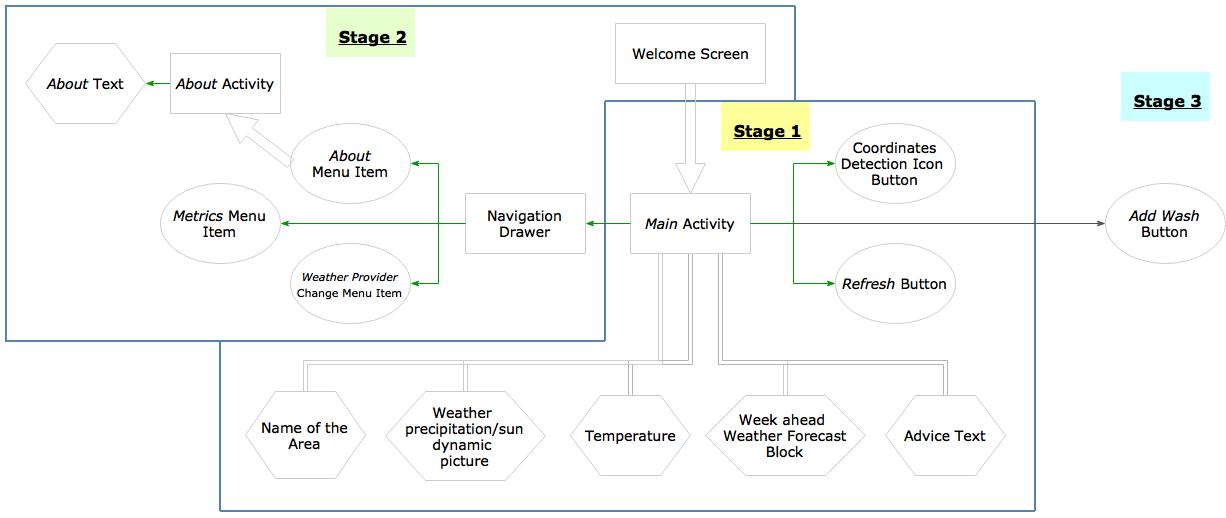 Stage 2
Welcome Screen
About Text
About Activity
Stage 3
Stage 1
About
Menu Item
Coordinates
Detection Icon
Button
Metrics Menu
Item
Navigation
Drawer
Main Activity
Add Wash
Button
Weather Provider
Change Menu Item
Refresh Button
Name of the
Area
Weather
precipitation/sun
dynamic
picture
Temperature
Week ahead
Weather Forecast
Block
Advice Text